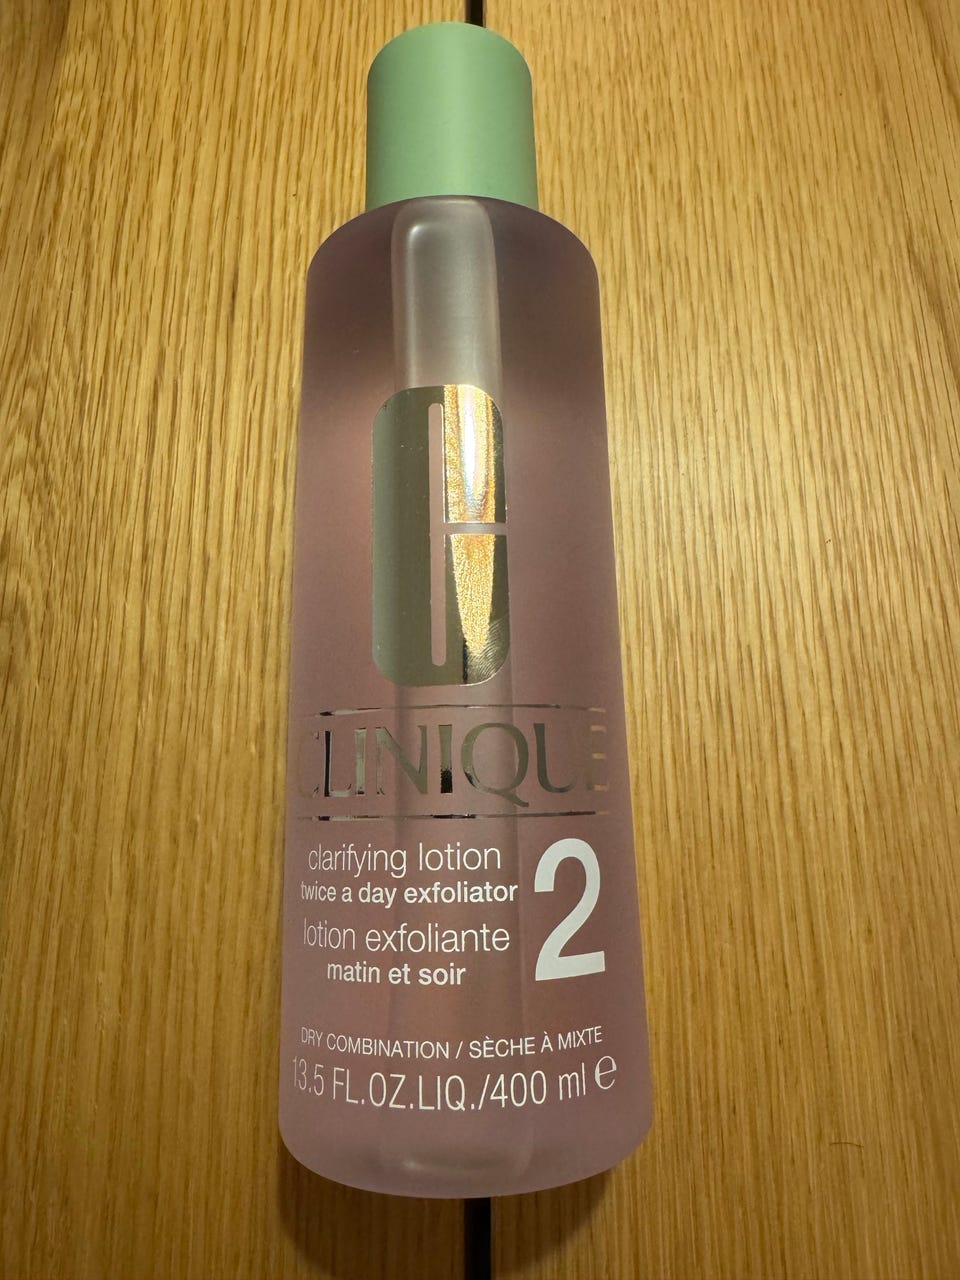 CLINIQUE
clarifying lotion
twice a day exfoliator
lotion exfoliante
matin et soir
2
DRY COMBINATION / SÈCHE À MIXTE
13.5 FL.OZ.LIQ./400 ml ℮